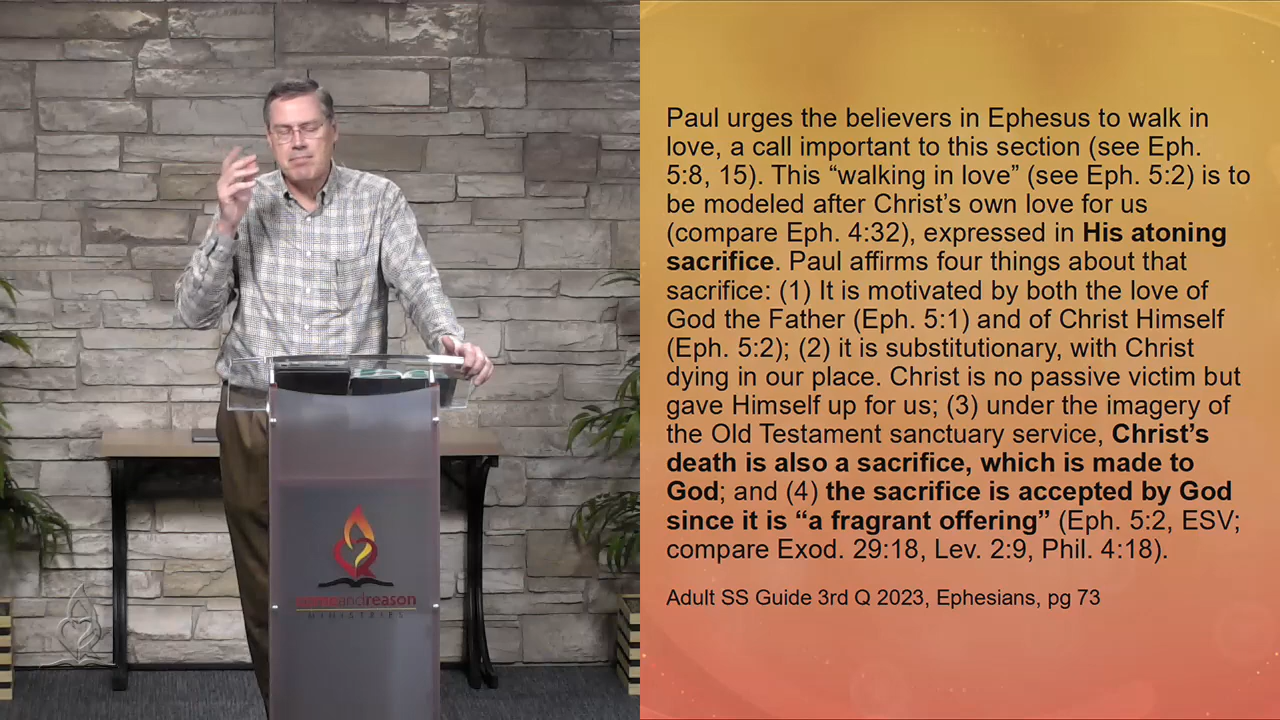 Paul urges the believers in Ephesus to walk in
love, a call important to this section (see Eph.
5:8, 15). This “walking in love” (see Eph. 5:2) is to
be modeled after Christ’s own love for us
(compare Eph. 4:32), expressed in His atoning
sacrifice. Paul affirms four things about that
sacrifice: (1) It is motivated by both the love of
God the Father (Eph. 5:1) and of Christ Himself
(Eph. 5:2); (2) it is substitutionary, with Christ
dying in our place. Christ is no passive victim but
gave Himself up for us; (3) under the imagery of
the Old Testament sanctuary service, Christ’s
death is also a sacrifice, which is made to
God; and (4) the sacrifice is accepted by God
since it is “a fragrant offering” (Eph. 5:2, ESV;
compare Exod. 29:18, Lev. 2:9, Phil. 4:18).
Adult SS Guide 3rd Q 2023, Ephesians, pg 73
andreason
MINISTRIES